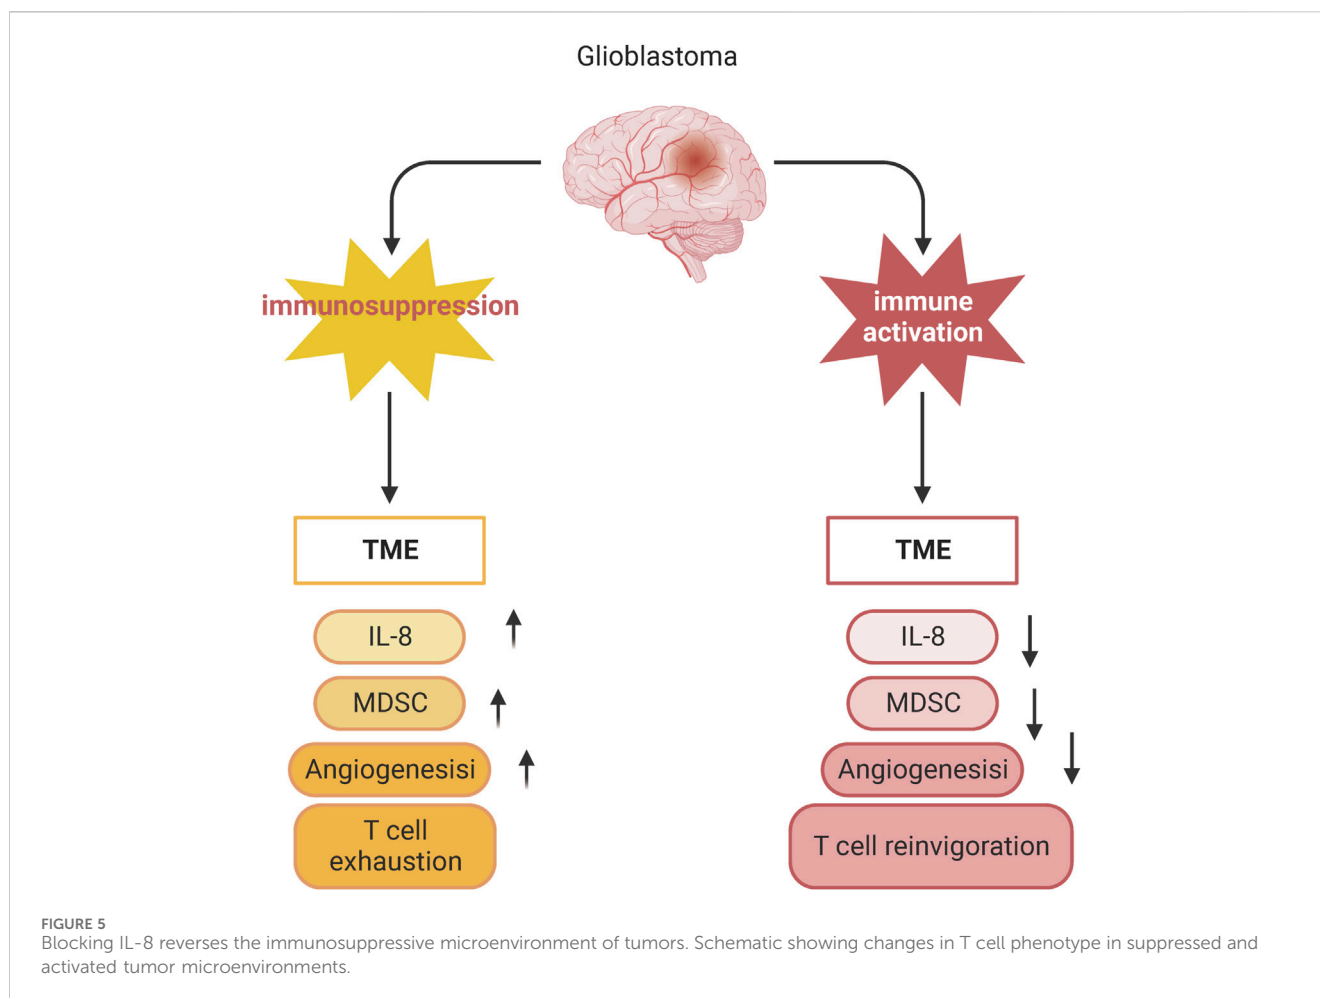 Glioblastoma
immunosuppression
immune
activation
TME
IL-8
MDSC
Angiogenesisi
T cell
exhaustion
TME
IL-8
MDSC
Angiogenesisi
T cell reinvigoration
FIGURE 5
Blocking IL-8 reverses the immunosuppressive microenvironment of tumors. Schematic showing changes in T cell phenotype in suppressed and
activated tumor microenvironments.